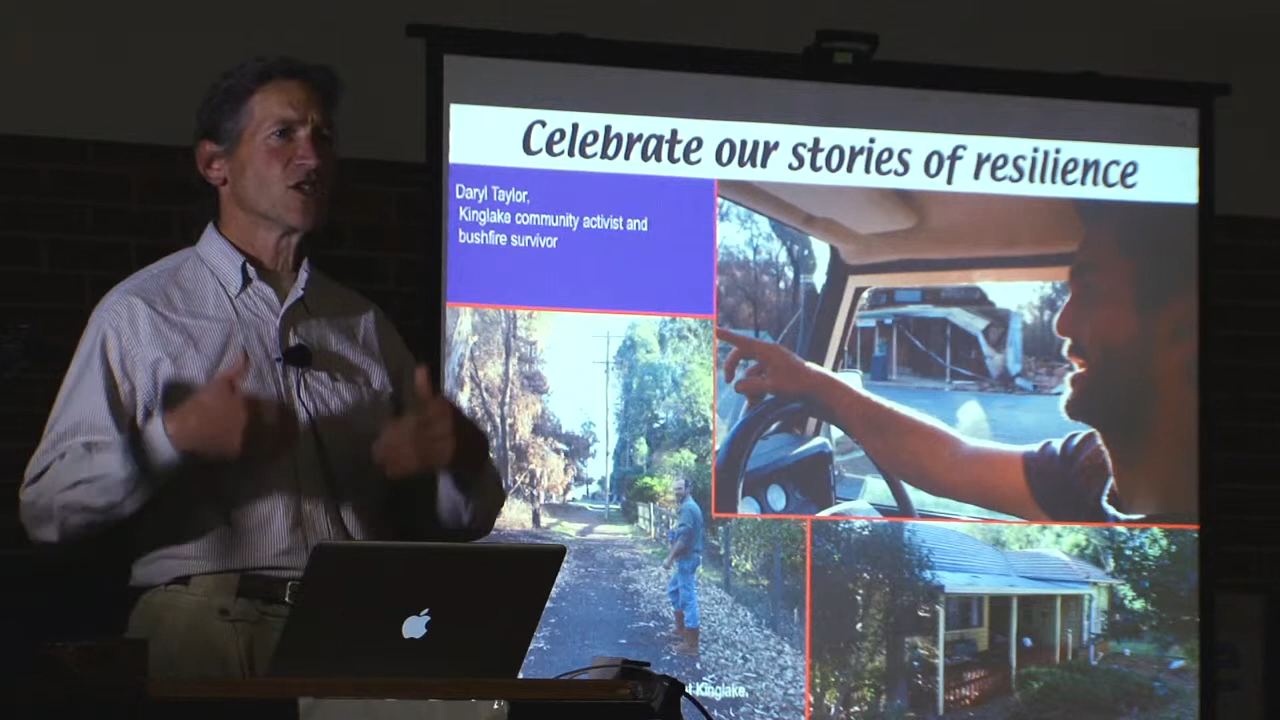 Celebrate our stories of resilience
Daryl Taylor,
Kinglake community activist and
bushfire survivor
Kinglake.